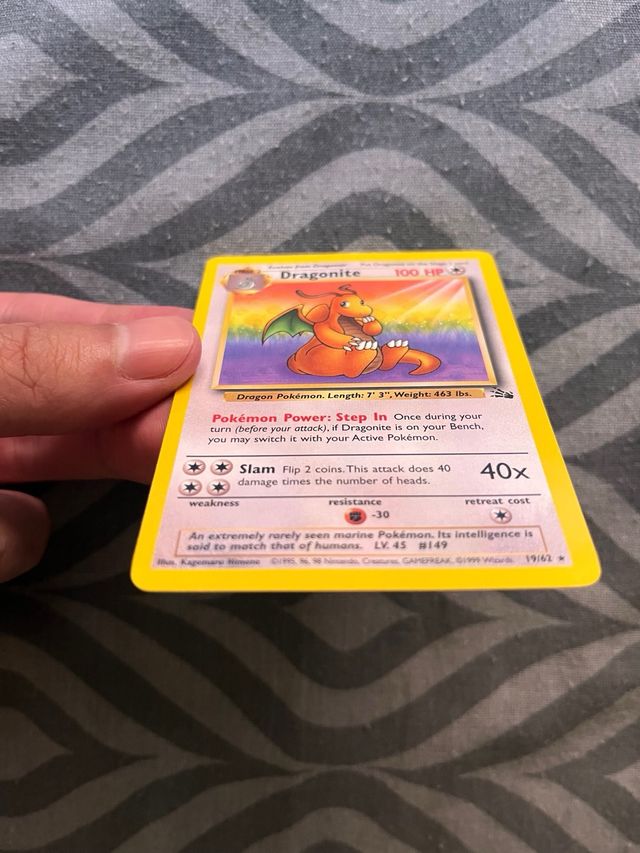 Evolves from Dragonair Put Dragonite on the Stage 1 card
Dragonite 100 HP
Dragon Pokémon. Length: 7' 3", Weight: 463 lbs.
Pokémon Power: Step In Once during your
turn (before your attack), if Dragonite is on your Bench,
you may switch it with your Active Pokémon.
Slam Flip 2 coins. This attack does 40
damage times the number of heads.
40x
weakness resistance retreat cost
-30
An extremely rarely seen marine Pokémon. Its intelligence is
said to match that of humans. LV. 45 #149
Illus. Kagemaru Himeno ©1995, 96, 98 Nintendo, Creatures, GAMEFREAK. ©1999 Wizards. 19/62